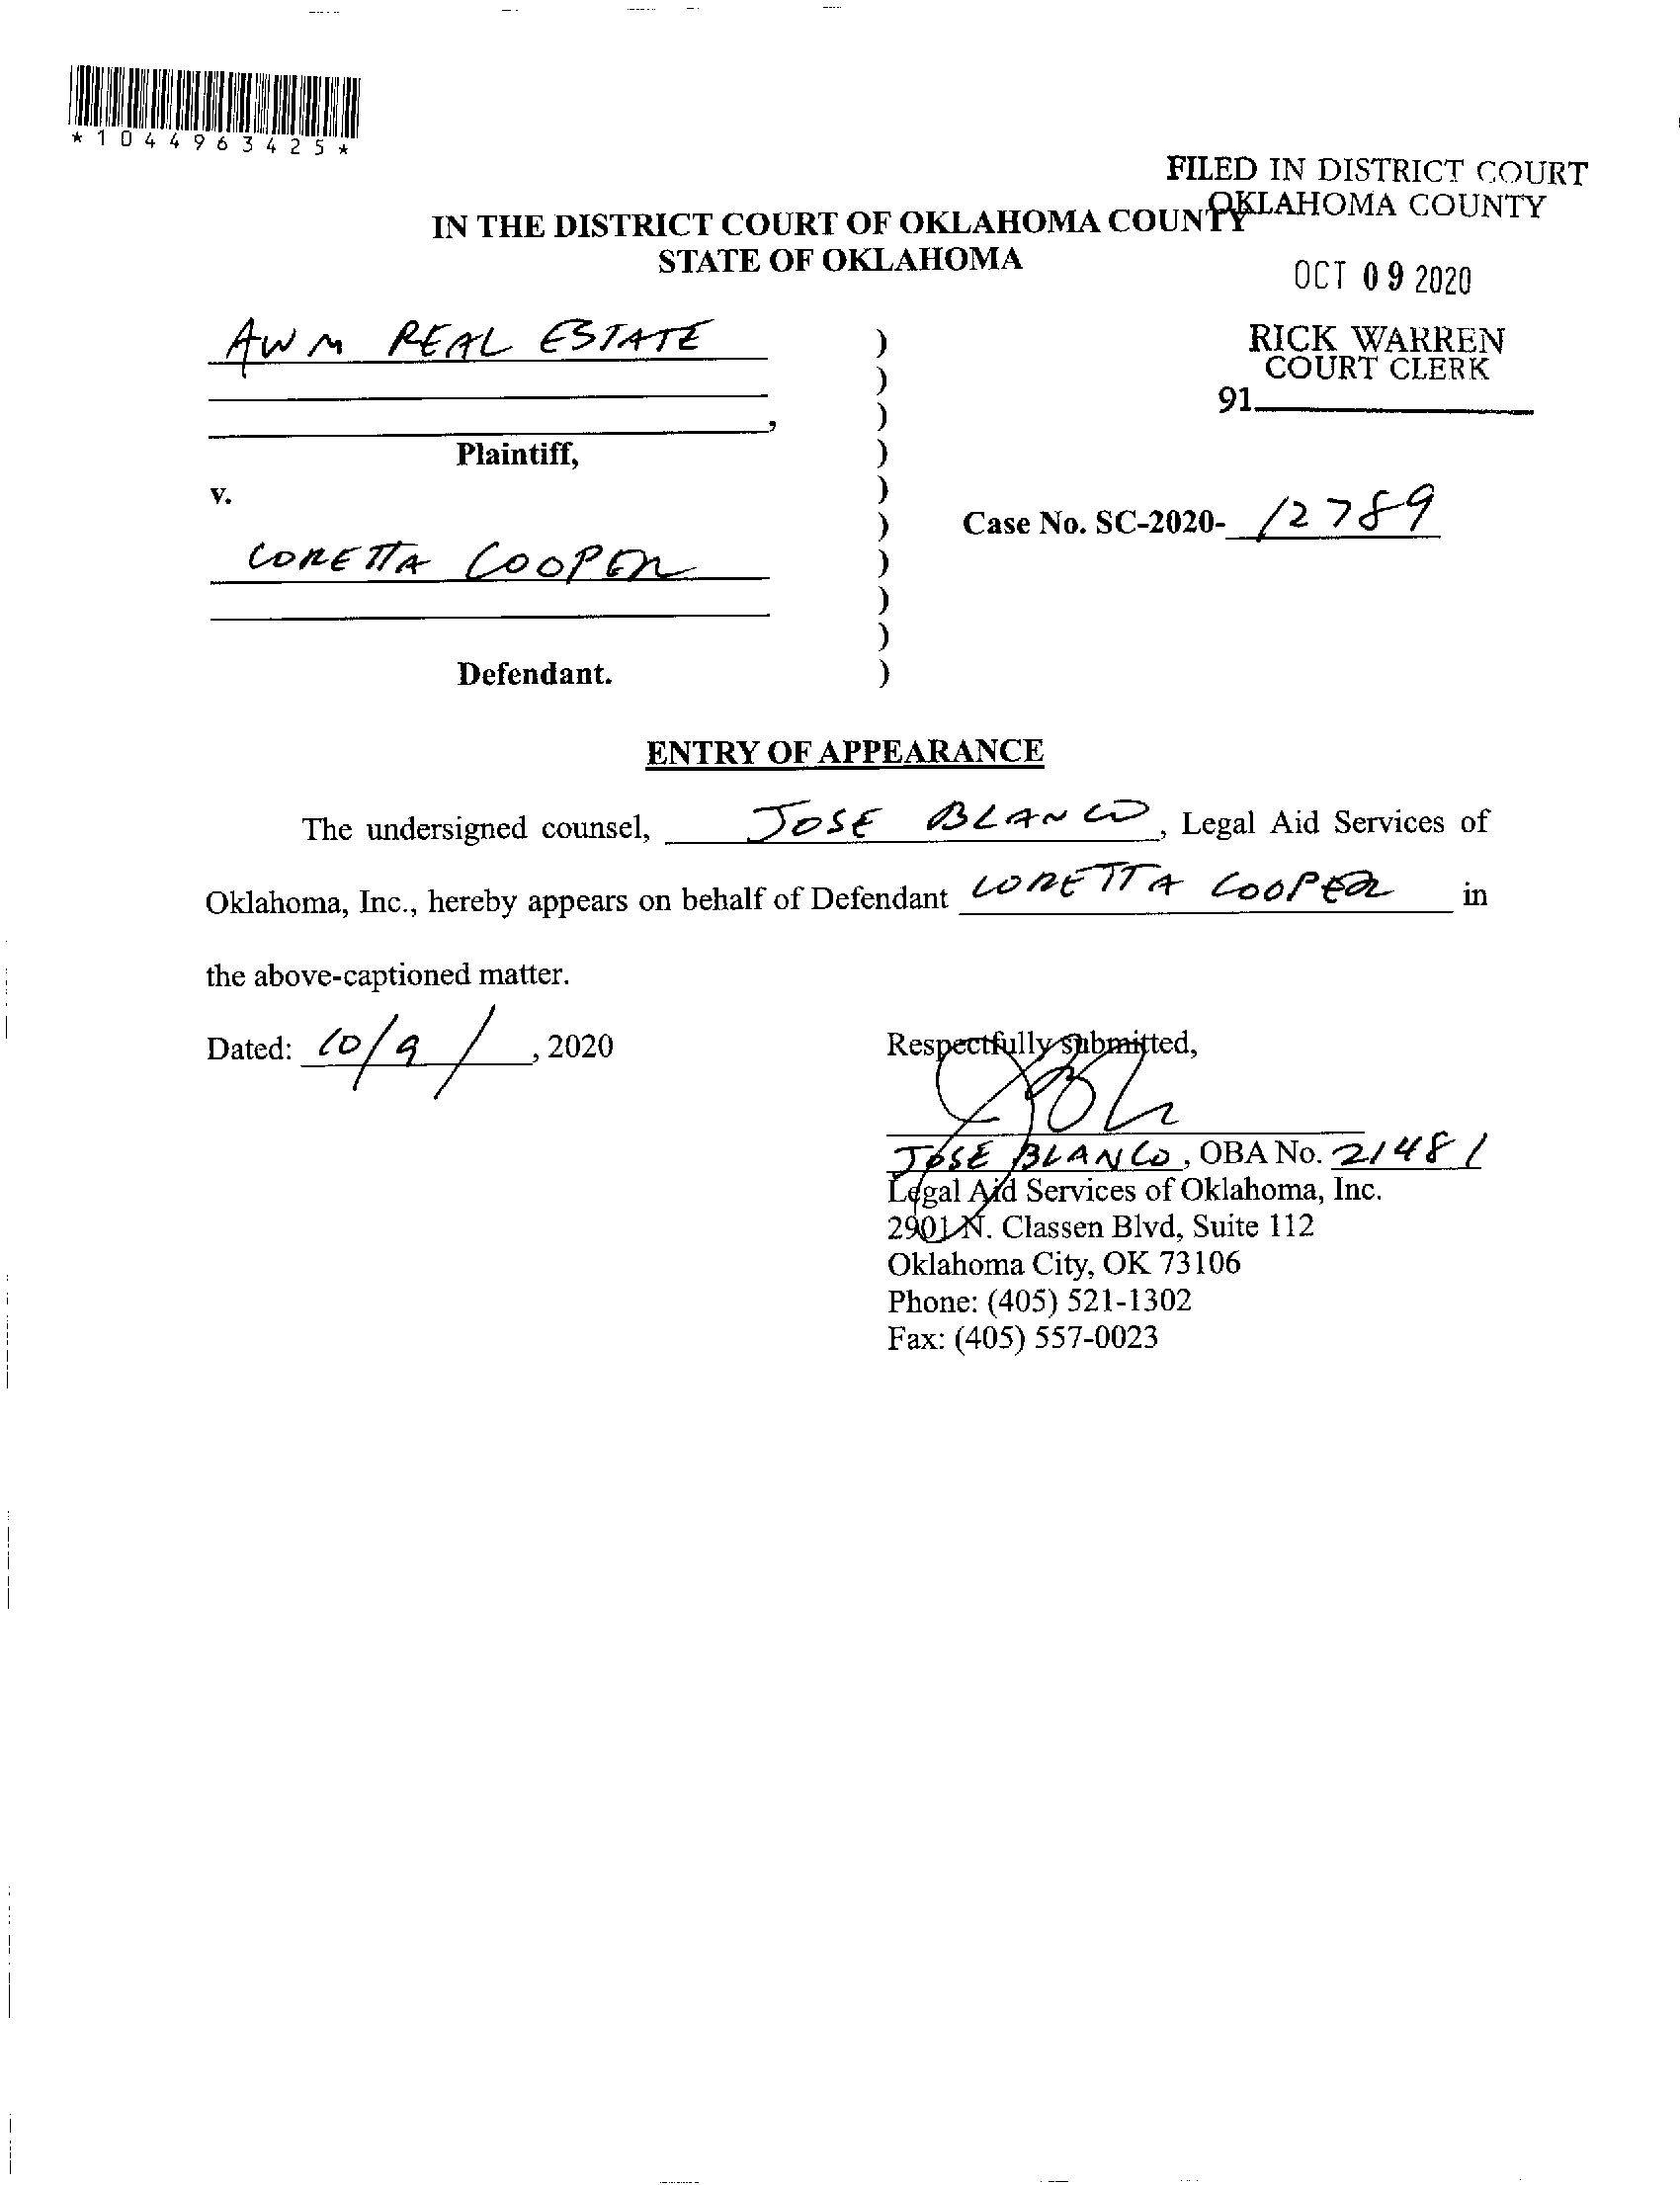 *1044963425*
FILED IN DISTRICT COURT
OKLAHOMA COUNTY
IN THE DISTRICT COURT OF OKLAHOMA COUNTY
STATE OF OKLAHOMA
OCT 09 2020
RICK WARREN
COURT CLERK
91
AWM REAL ESTATE )
)
, )
Plaintiff, )
v. )
Case No. SC-2020- 12789
)
LORETTA COOPER )
)
)
Defendant. )
ENTRY OF APPEARANCE
The undersigned counsel, JOSE BLANCO, Legal Aid Services of
Oklahoma, Inc., hereby appears on behalf of Defendant LORETTA COOPER in
the above-captioned matter.
Dated: 10/9/, 2020
Respectfully submitted,
JOSE BLANCO, OBA No. 21481
Legal Aid Services of Oklahoma, Inc.
2901 N. Classen Blvd, Suite 112
Oklahoma City, OK 73106
Phone: (405) 521-1302
Fax: (405) 557-0023